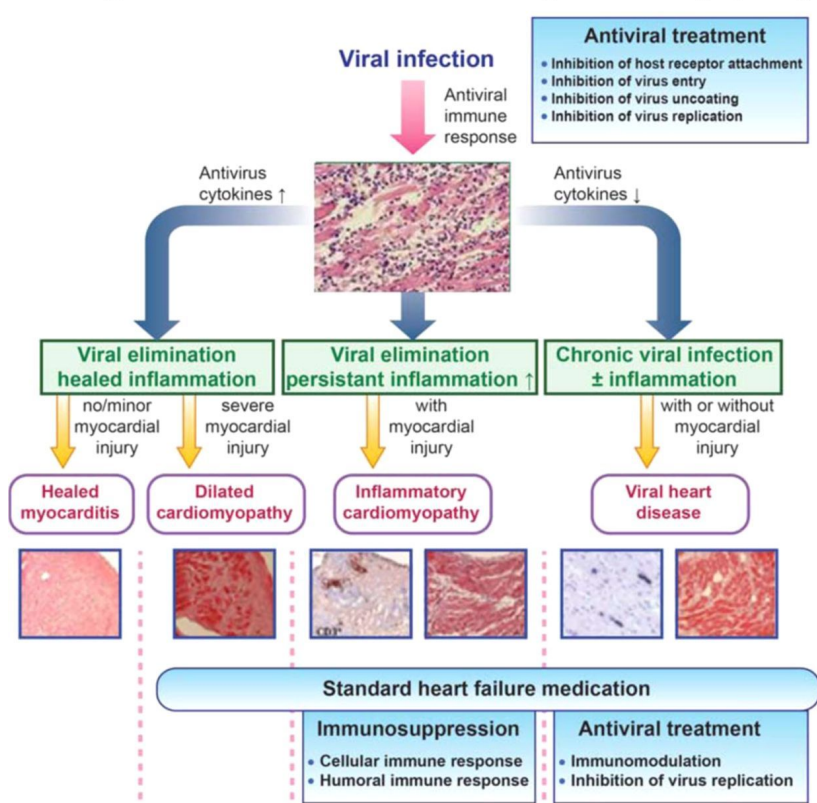 Antiviral treatment
• Inhibition of host receptor attachment
• Inhibition of virus entry
• Inhibition of virus uncoating
• Inhibition of virus replication
Viral infection
Antiviral
immune
response
Antivirus
cytokines ↑
Antivirus
cytokines ↓
Viral elimination
healed inflammation
Viral elimination
persistant inflammation ↑
Chronic viral infection
± inflammation
no/minor
myocardial
injury
severe
myocardial
injury
with
myocardial
injury
with or without
myocardial
injury
Healed
myocarditis
Dilated
cardiomyopathy
Inflammatory
cardiomyopathy
Viral heart
disease
CD3+
Standard heart failure medication
Immunosuppression
• Cellular immune response
• Humoral immune response
Antiviral treatment
• Immunomodulation
• Inhibition of virus replication